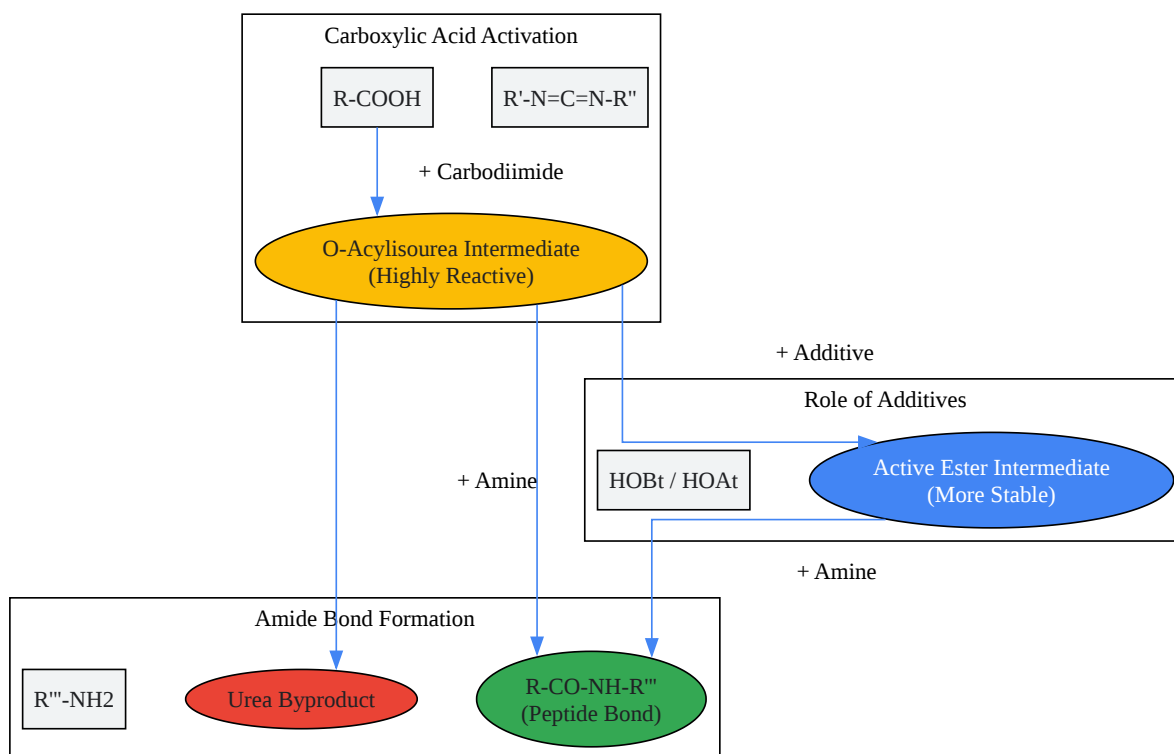 Carboxylic Acid Activation
R-COOH
R'-N=C=N-R"
+ Carbodiimide
O-Acylisourea Intermediate
(Highly Reactive)
+ Additive
Role of Additives
HOBt / HOAt
Active Ester Intermediate
(More Stable)
+ Amine
+ Amine
Amide Bond Formation
R'"-NH2
Urea Byproduct
R-CO-NH-R'"
(Peptide Bond)